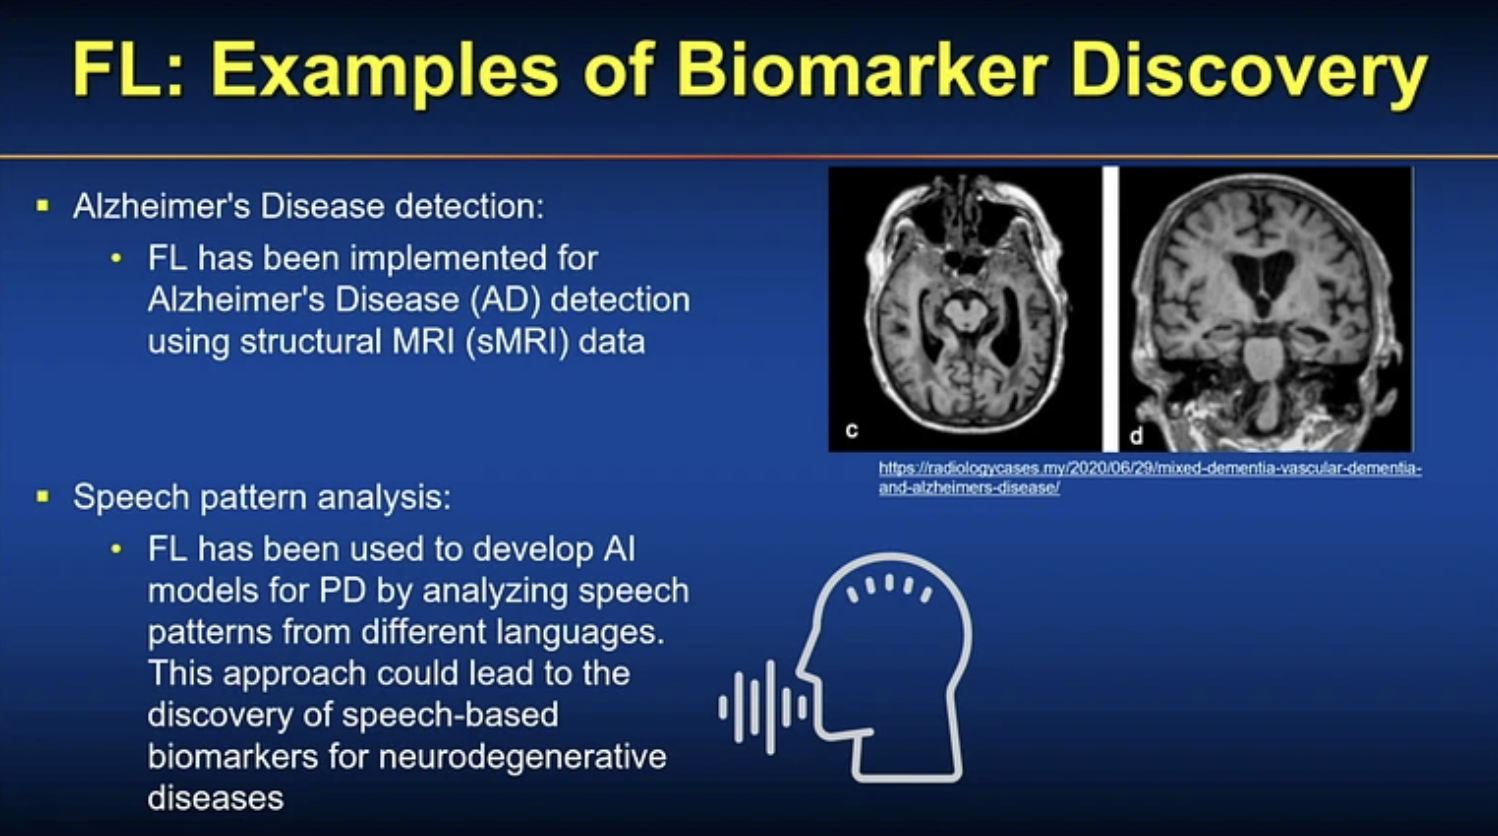 FL: Examples of Biomarker Discovery
▪ Alzheimer's Disease detection:
• FL has been implemented for
Alzheimer's Disease (AD) detection
using structural MRI (sMRI) data
c
d
https://radiologycases.my/2020/06/29/mixed-dementia-vascular-dementia-
and-alzheimers-disease/
▪ Speech pattern analysis:
• FL has been used to develop AI
models for PD by analyzing speech
patterns from different languages.
This approach could lead to the
discovery of speech-based
biomarkers for neurodegenerative
diseases